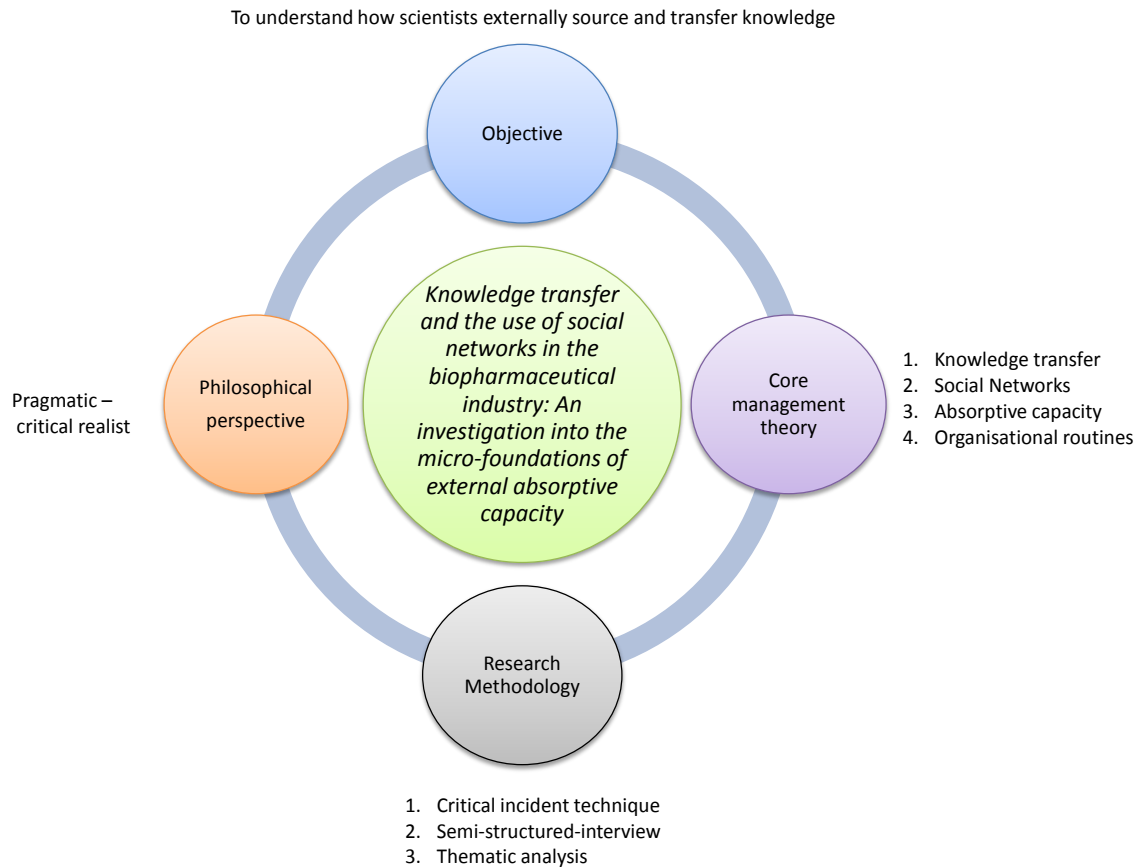 To understand how scientists externally source and transfer knowledge
Objective
Knowledge transfer
and the use of social
networks in the
biopharmaceutical
industry: An
investigation into the
micro-foundations of
external absorptive
capacity
Philosophical
perspective
Pragmatic –
critical realist
Core
management
theory
1. Knowledge transfer
2. Social Networks
3. Absorptive capacity
4. Organisational routines
Research
Methodology
1. Critical incident technique
2. Semi-structured-interview
3. Thematic analysis